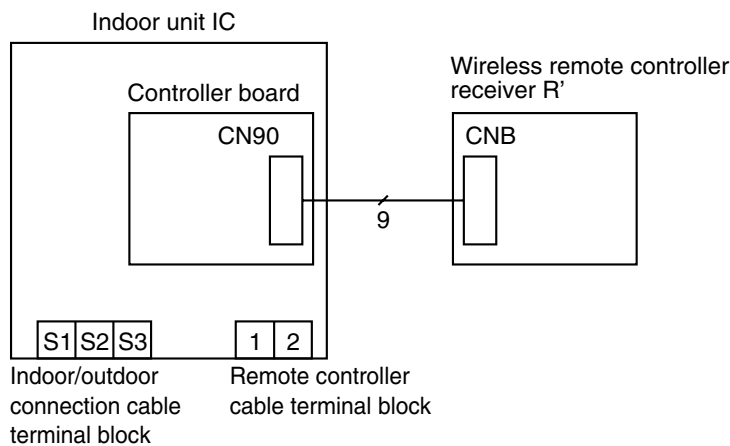 Indoor unit IC
Wireless remote controller
receiver R’
Controller board
CN90
CNB
9
S1 S2 S3
1 2
Indoor/outdoor
connection cable
terminal block
Remote controller
cable terminal block